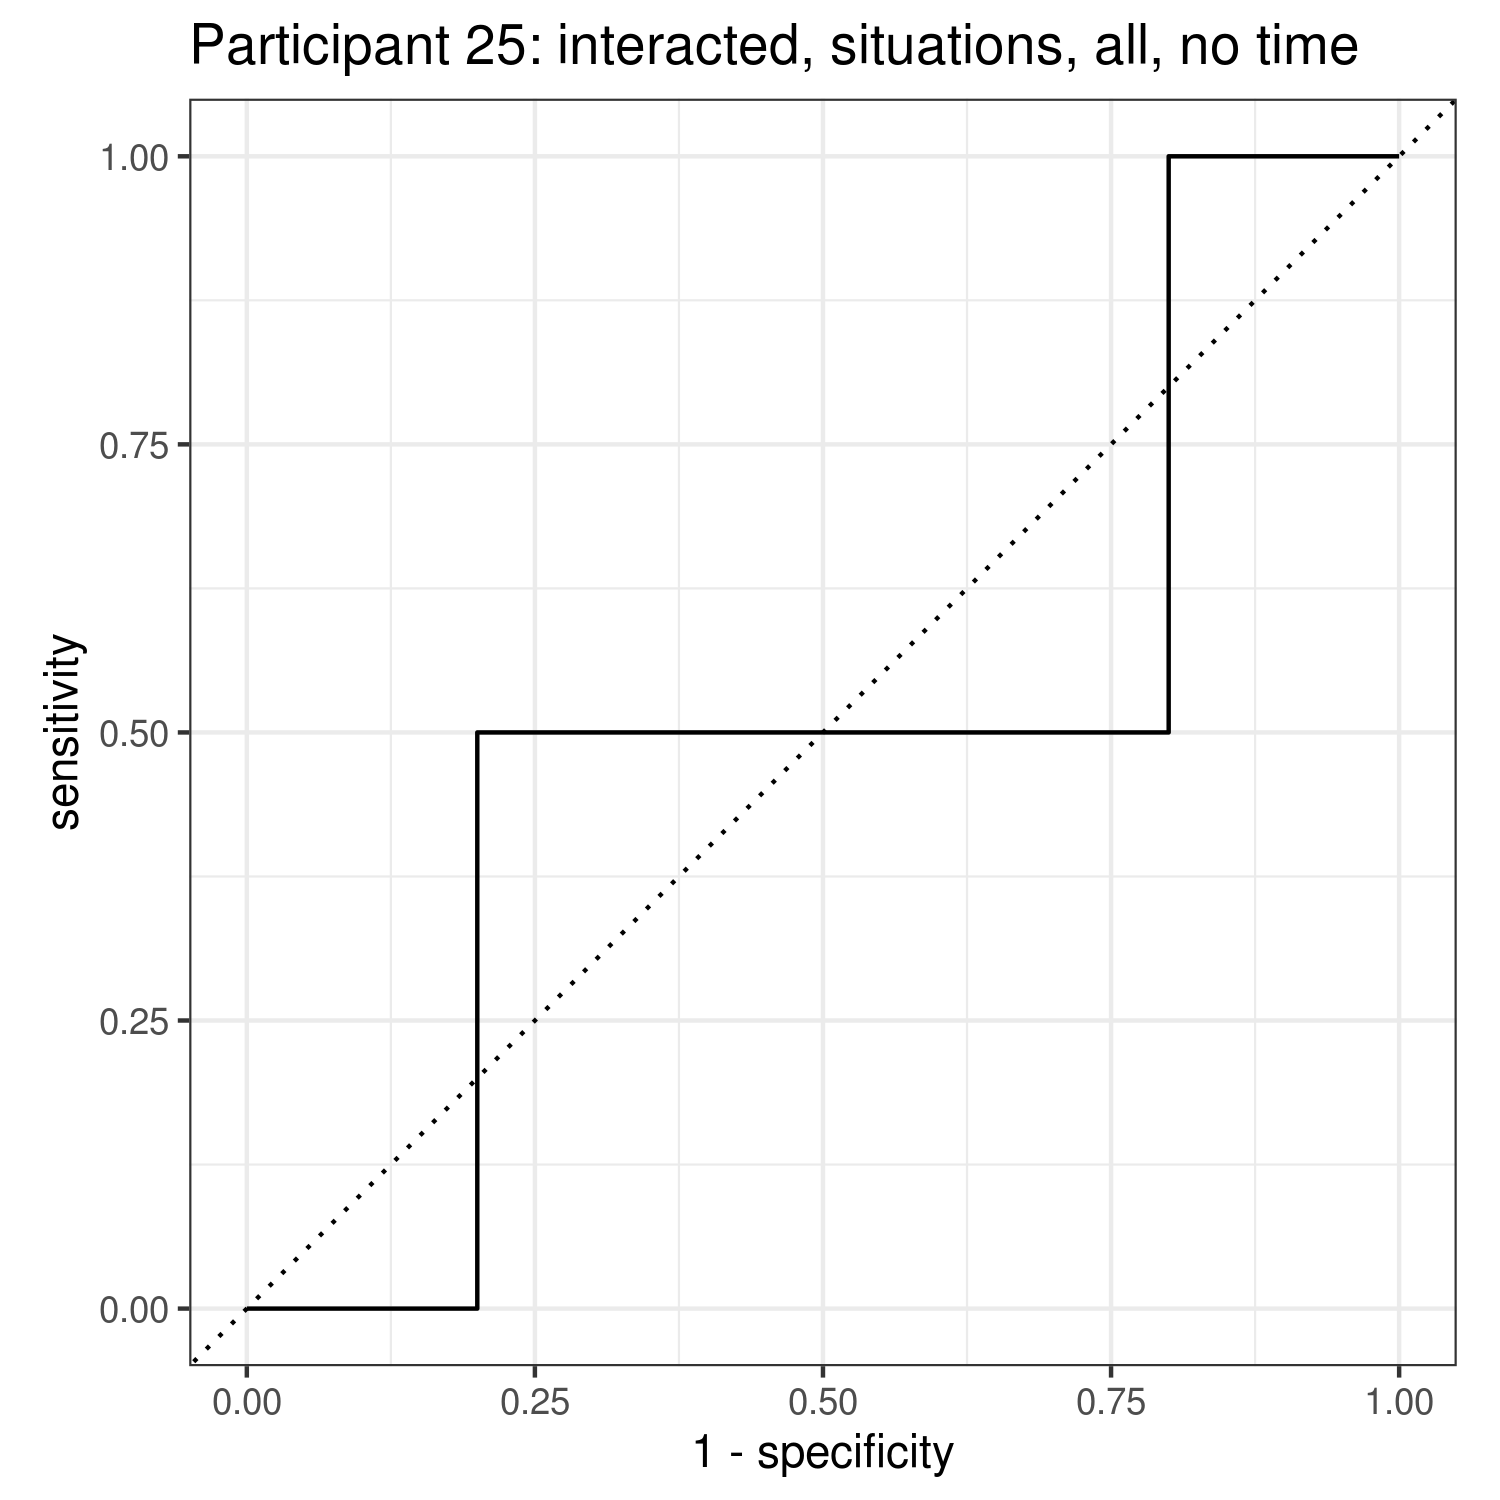 Participant 25: interacted, situations, all, no time
1.00
0.75
0.50
0.25
0.00
sensitivity
0.00 0.25 0.50 0.75 1.00
1 - specificity